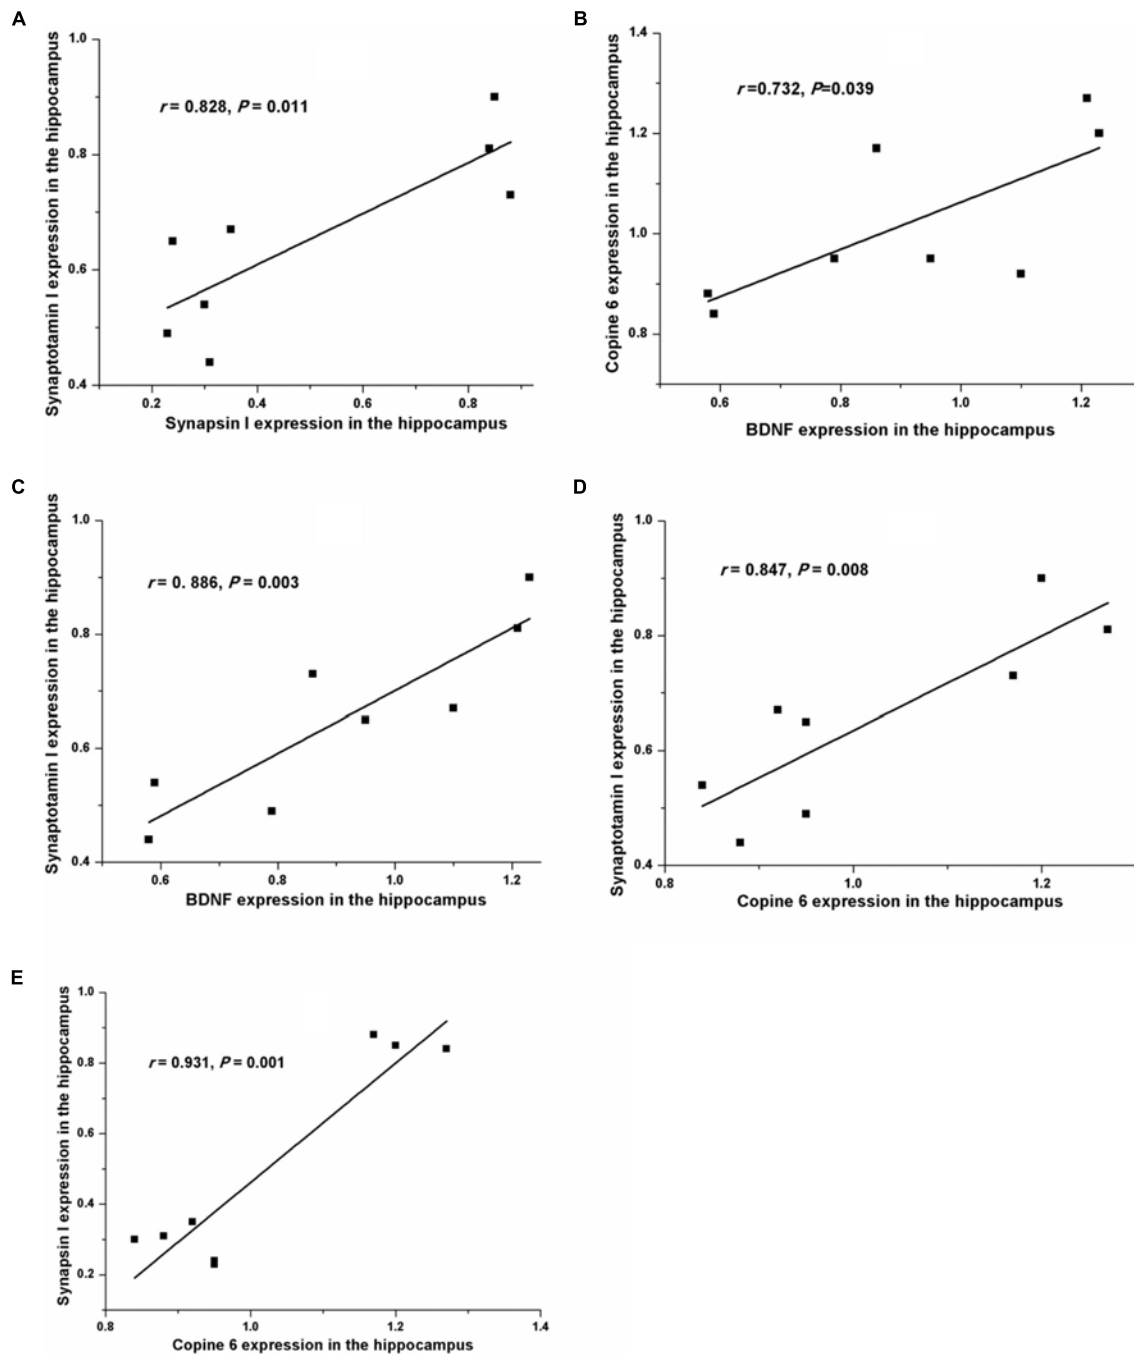 A
Synaptotamin I expression in the hippocampus
1.0
0.8
0.6
0.4
r = 0.828, P = 0.011
0.2 0.4 0.6 0.8
Synapsin I expression in the hippocampus
B
Copine 6 expression in the hippocampus
1.4
1.2
1.0
0.8
r =0.732, P=0.039
0.6 0.8 1.0 1.2
BDNF expression in the hippocampus
C
Synaptotamin I expression in the hippocampus
1.0
0.8
0.6
0.4
r = 0. 886, P = 0.003
0.6 0.8 1.0 1.2
BDNF expression in the hippocampus
D
Synaptotamin I expression in the hippocampus
1.0
0.8
0.6
0.4
r = 0.847, P = 0.008
0.8 1.0 1.2
Copine 6 expression in the hippocampus
E
Synapsin I expression in the hippocampus
1.0
0.8
0.6
0.4
0.2
r = 0.931, P = 0.001
0.8 1.0 1.2 1.4
Copine 6 expression in the hippocampus